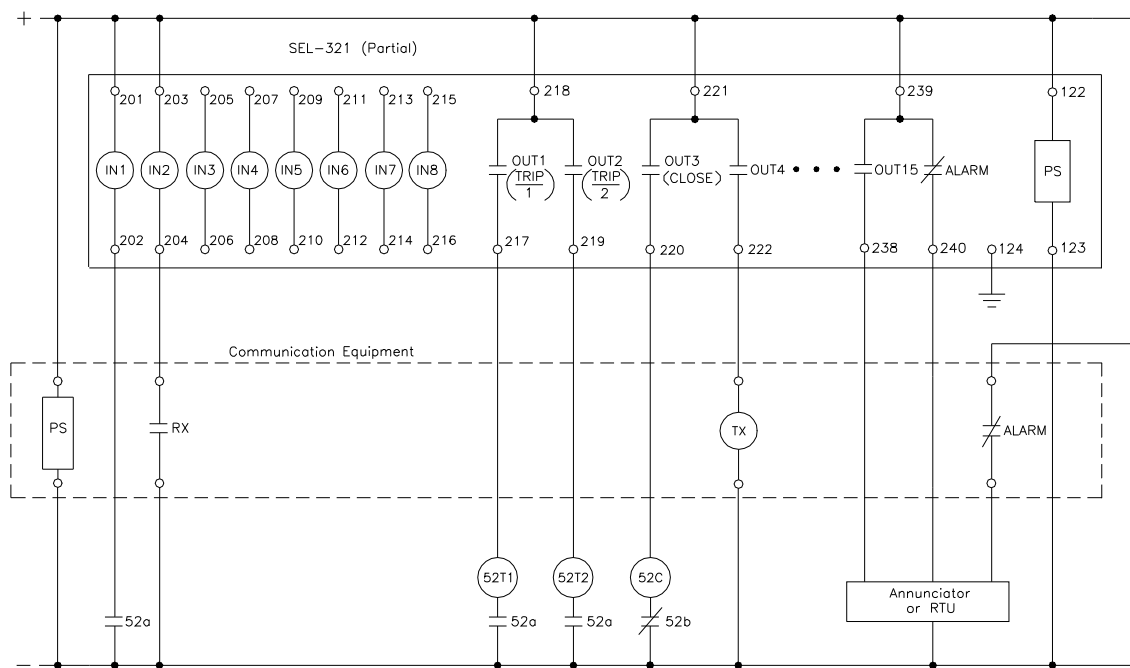 +
SEL-321 (Partial)
201 203 205 207 209 211 213 215 218 221 239 122
IN1 IN2 IN3 IN4 IN5 IN6 IN7 IN8
OUT1 (TRIP 1)
OUT2 (TRIP 2)
OUT3 (CLOSE)
OUT4
OUT15
ALARM
PS
202 204 206 208 210 212 214 216 217 219 220 222 238 240 124 123
Communication Equipment
PS
RX
TX
ALARM
52T1 52T2 52C
52a 52a 52a 52b
Annunciator
or RTU
−